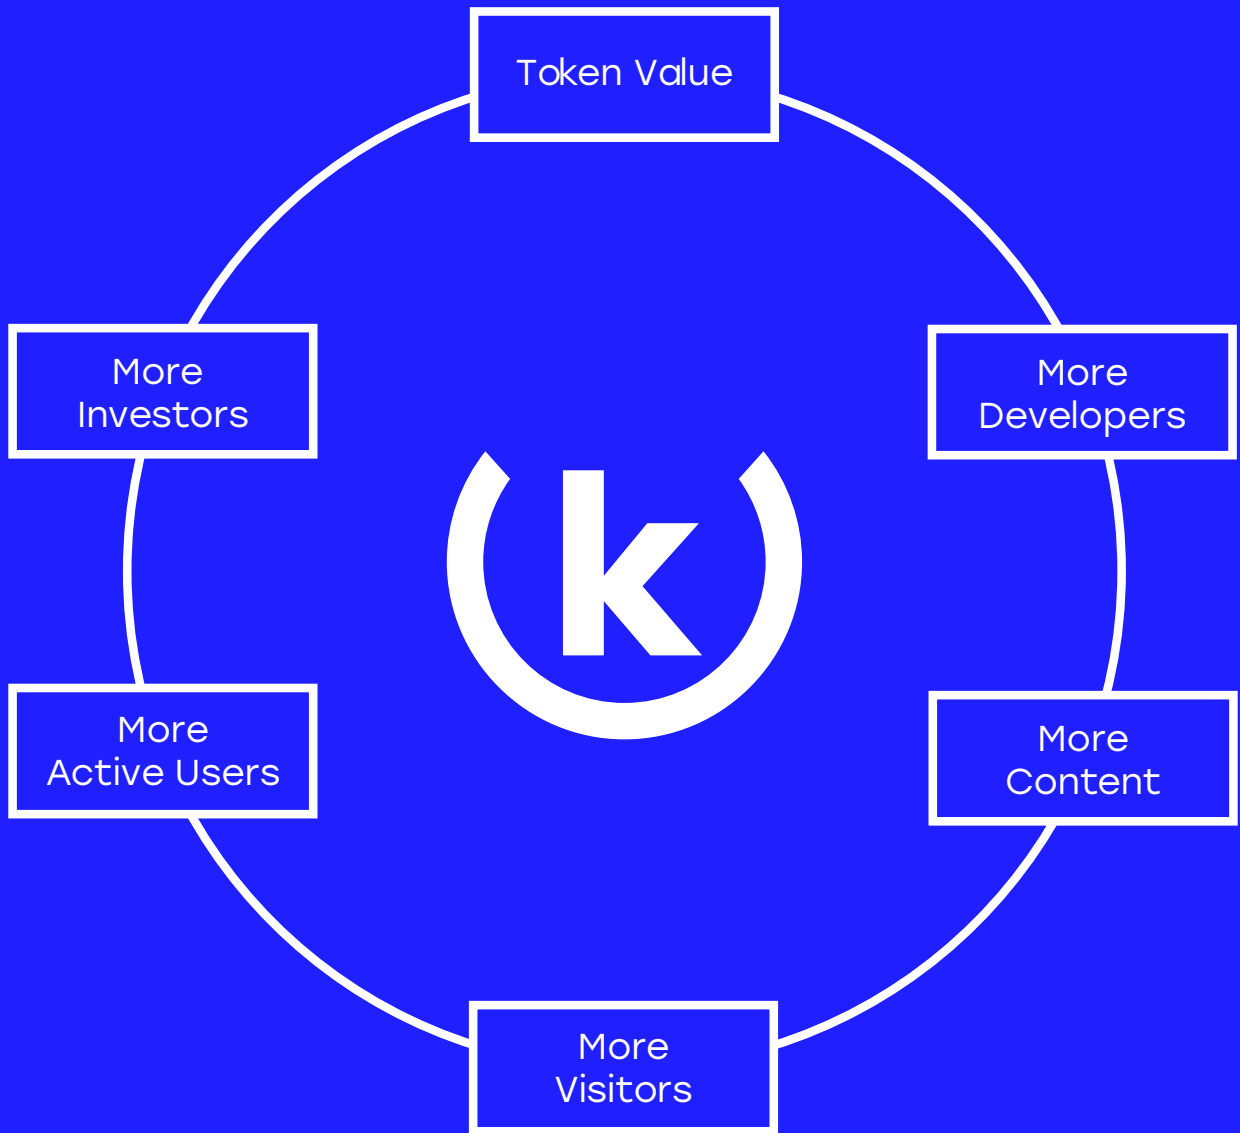 Token Value
More
Investors
More
Developers
k
More
Active Users
More
Content
More
Visitors